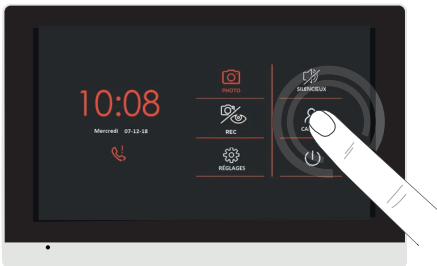 10:08
Mercredi 07-12-18
PHOTO
SILENCIEUX
REC
RÉGLAGES